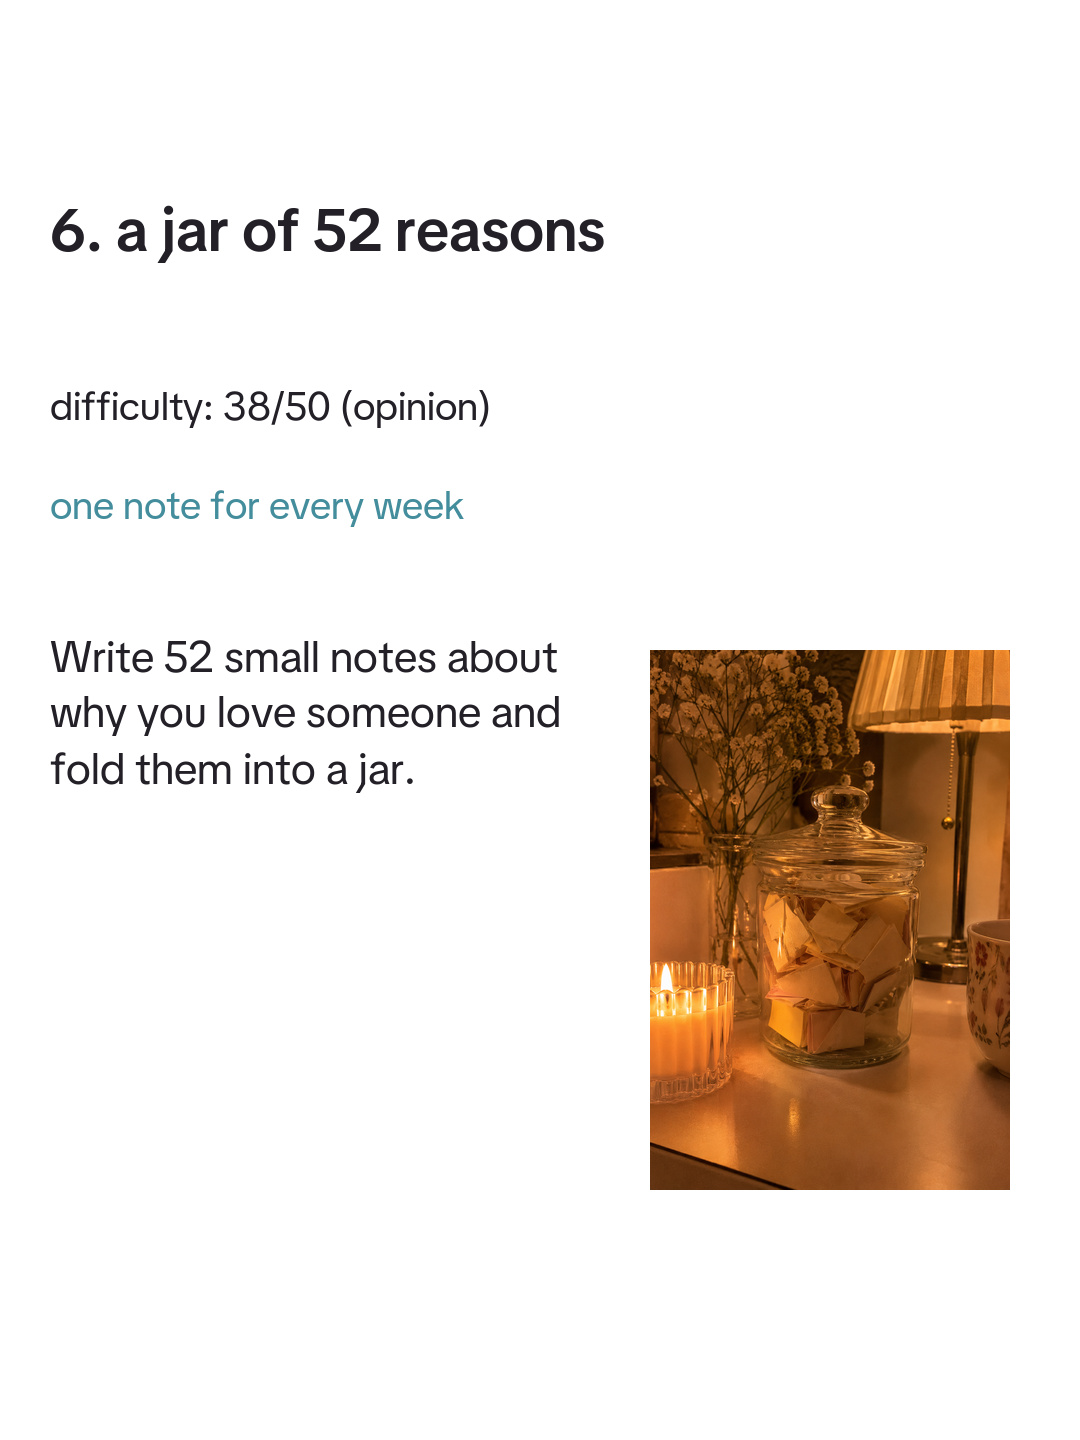 6. a jar of 52 reasons
difficulty: 38/50 (opinion)
one note for every week
Write 52 small notes about
why you love someone and
fold them into a jar.